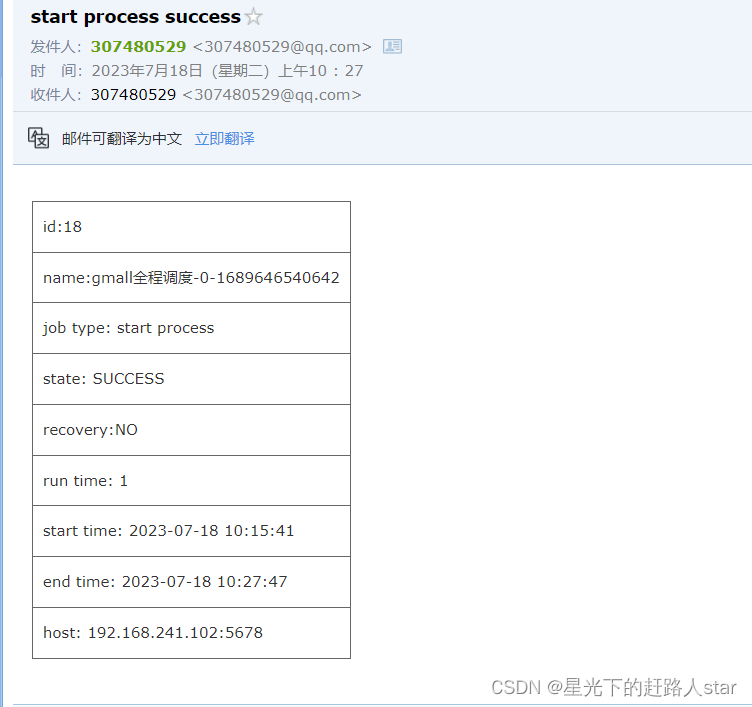 start process success
发件人：307480529 <307480529@qq.com>
时　间：2023年7月18日（星期二）上午10：27
收件人：307480529 <307480529@qq.com>
邮件可翻译为中文 立即翻译
id:18
name:gmall全程调度-0-1689646540642
job type: start process
state: SUCCESS
recovery:NO
run time: 1
start time: 2023-07-18 10:15:41
end time: 2023-07-18 10:27:47
host: 192.168.241.102:5678
CSDN @星光下的赶路人star